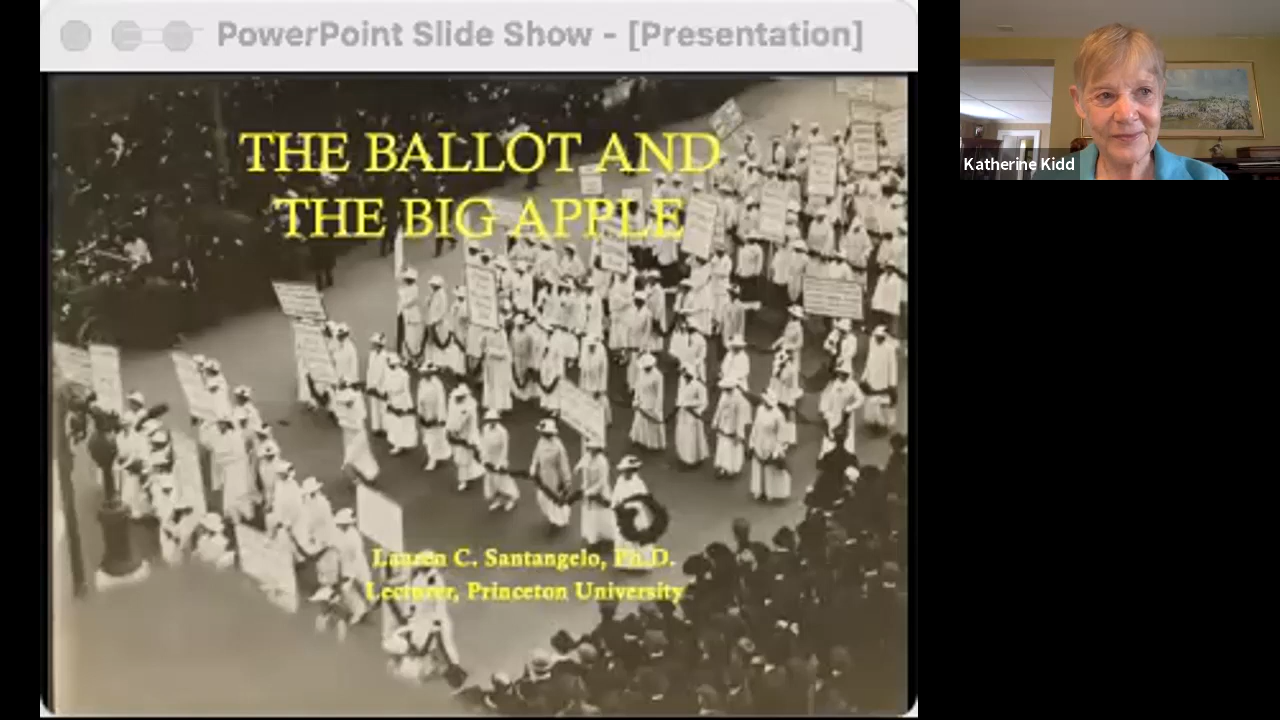 PowerPoint Slide Show - [Presentation]
THE BALLOT AND
THE BIG APPLE
Lauren C. Santangelo, Ph.D.
Lecturer, Princeton University
Katherine Kidd